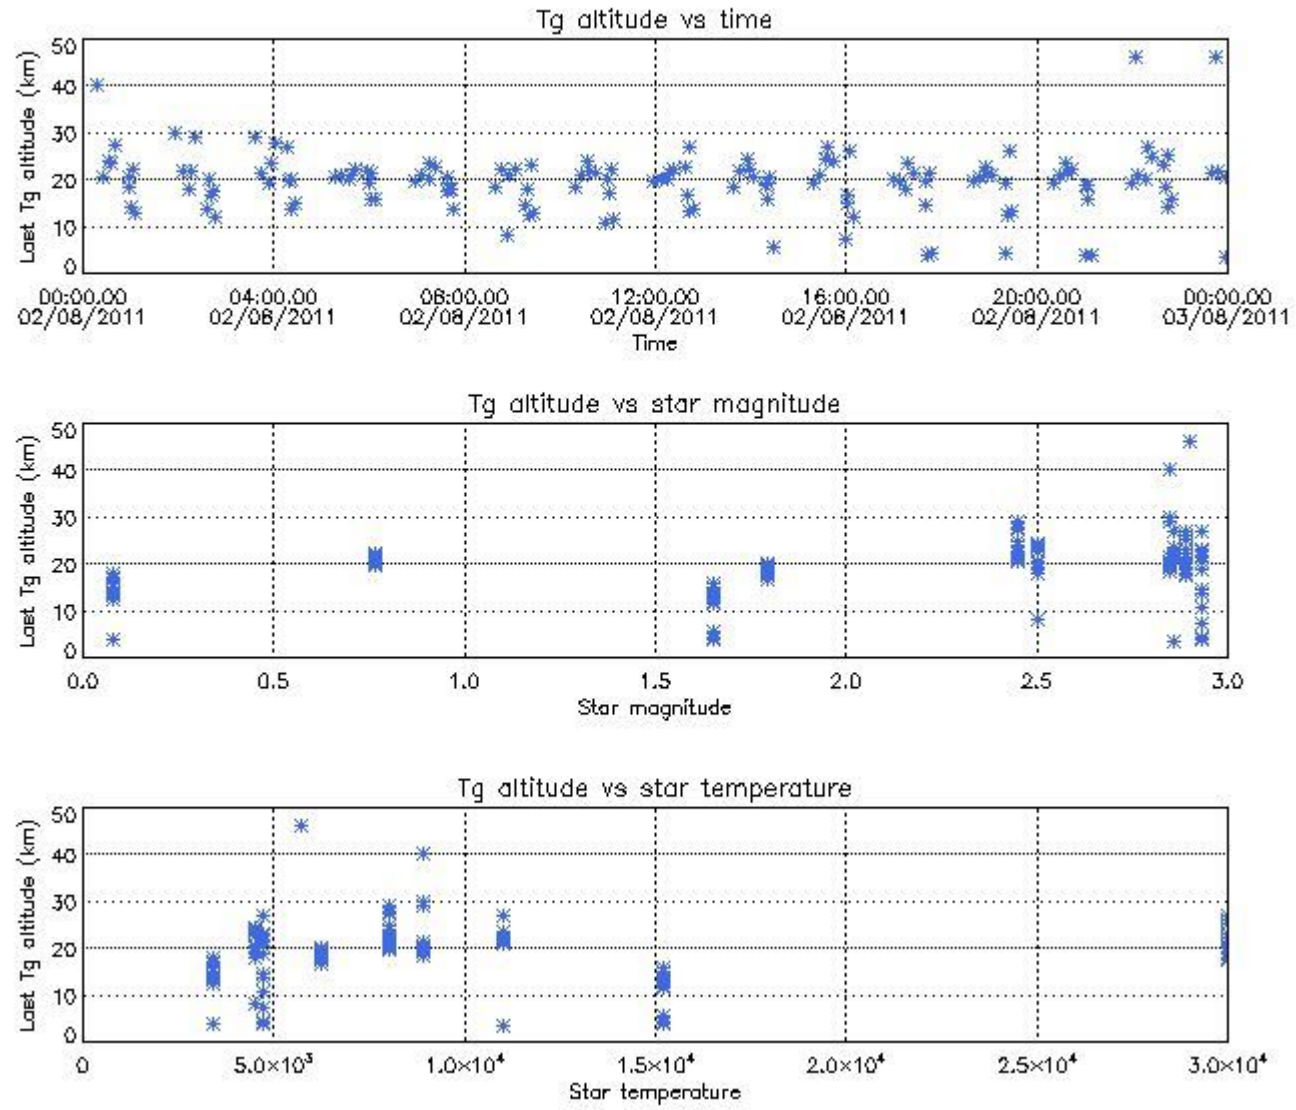 Tg altitude vs time
Last Tg altitude (km)
50
40
30
20
10
0
00:00.00 04:00.00 08:00.00 12:00.00 16:00.00 20:00.00 00:00.00
02/08/2011 02/08/2011 02/08/2011 02/08/2011 02/08/2011 02/08/2011 03/08/2011
Time
Tg altitude vs star magnitude
Last Tg altitude (km)
50
40
30
20
10
0
0.0 0.5 1.0 1.5 2.0 2.5 3.0
Star magnitude
Tg altitude vs star temperature
Last Tg altitude (km)
50
40
30
20
10
0
0 5.0×10³ 1.0×10⁴ 1.5×10⁴ 2.0×10⁴ 2.5×10⁴ 3.0×10⁴
Star temperature